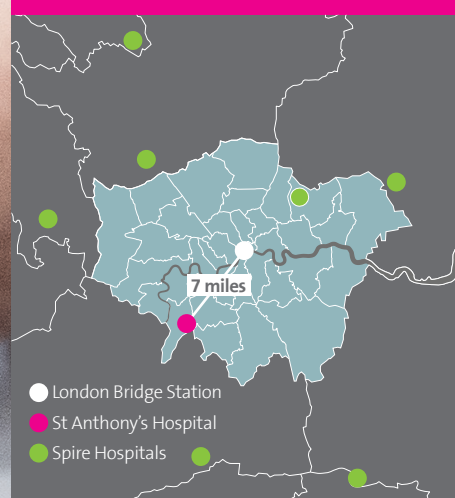 7 miles
London Bridge Station
St Anthony's Hospital
Spire Hospitals